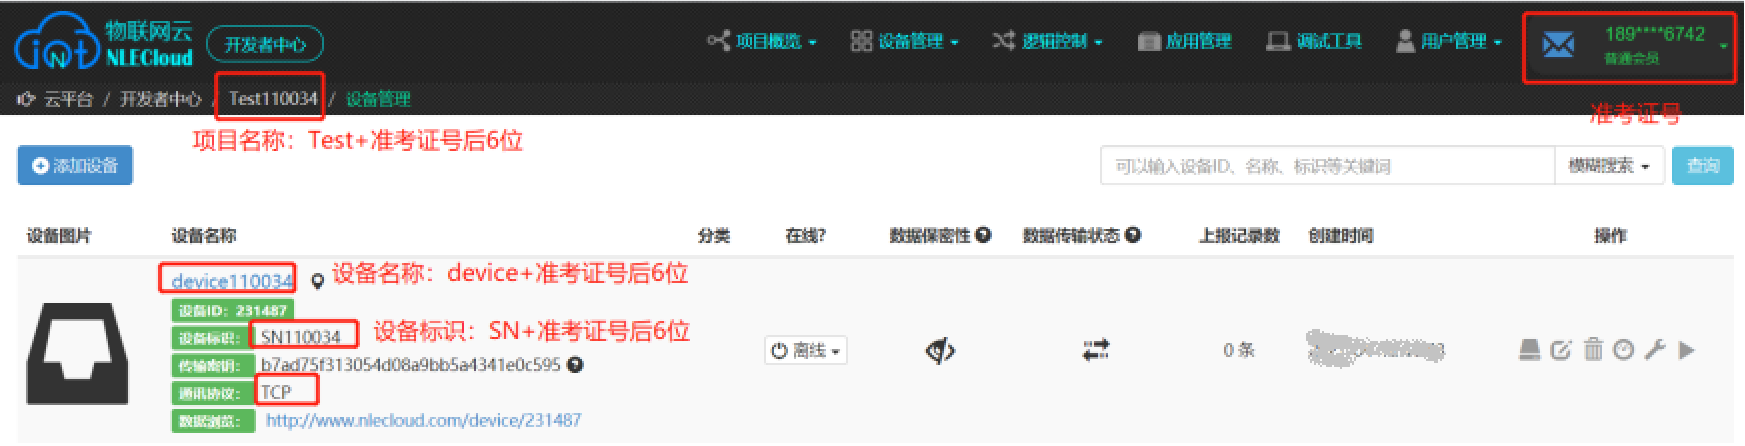 物联网云
NLECloud
开发者中心
项目概览
设备管理
逻辑控制
应用管理
调试工具
用户管理
189****6742
普通会员
云平台 / 开发者中心 / Test110034 / 设备管理
准考证号
项目名称：Test+准考证号后6位
添加设备
可以输入设备ID、名称、标识等关键词
模糊搜索
查询
设备图片 设备名称 分类 在线? 数据保密性 数据传输状态 上报记录数 创建时间 操作
device110034
设备名称：device+准考证号后6位
设备ID：231487
设备标识： SN110034
设备标识：SN+准考证号后6位
传输密钥： b7ad75f313054d08a9bb5a4341e0c595
通讯协议： TCP
数据浏览： http://www.nlecloud.com/device/231487
离线
0 条